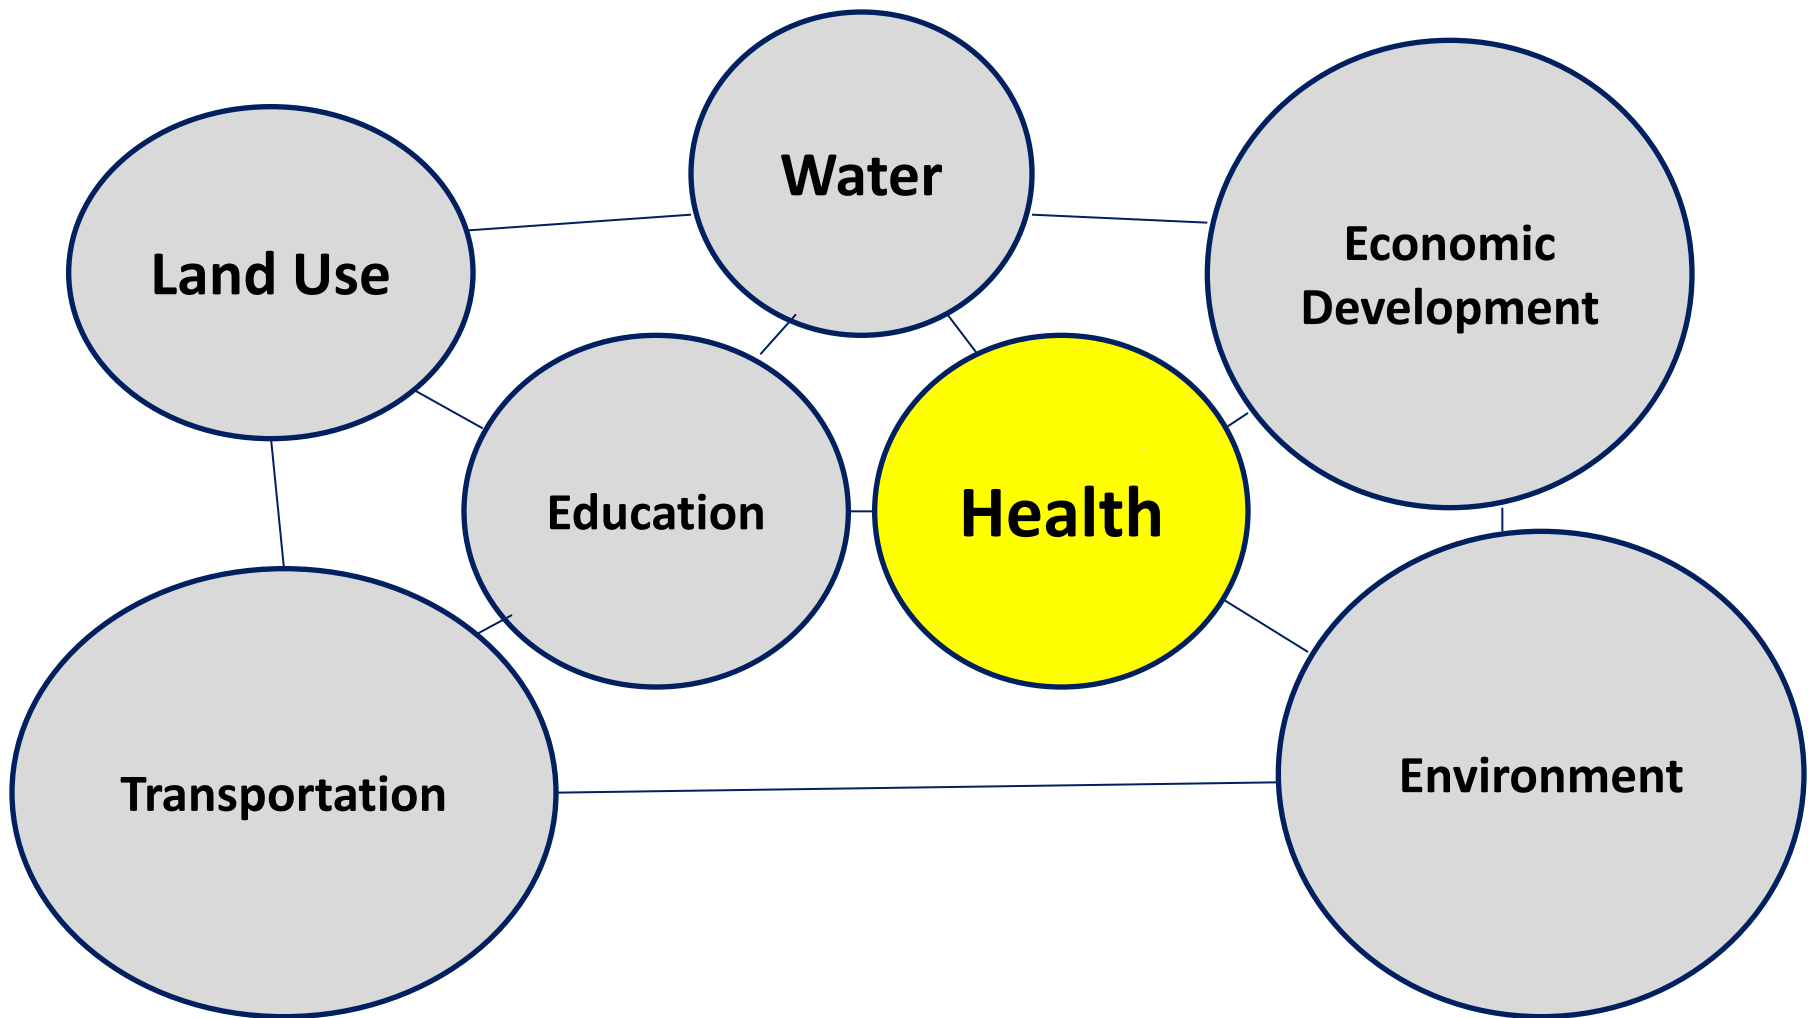 Water
Land Use
Economic
Development
Education
Health
Transportation
Environment